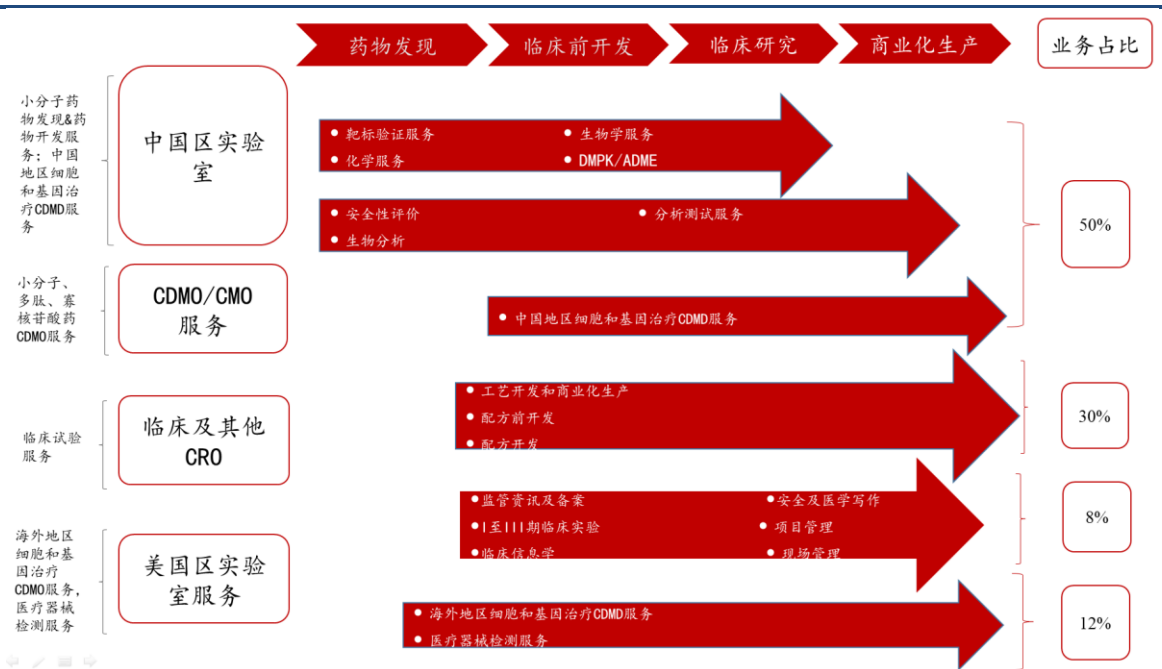 药物发现
临床前开发
临床研究
商业化生产
业务占比
小分子药
物发现&药
物开发服
务；中国
地区细胞
和基因治
疗CDMD服
务
中国区实验
室
靶标验证服务
生物学服务
化学服务
DMPK/ADME
安全性评价
分析测试服务
生物分析
50%
小分子、
多肽、寡
核苷酸药
CDMO服务
CDMO/CMO
服务
中国地区细胞和基因治疗CDMD服务
工艺开发和商业化生产
配方前开发
配方开发
30%
临床试验
服务
临床及其他
CRO
监管资讯及备案
安全及医学写作
I至III期临床实验
项目管理
临床信息学
现场管理
8%
海外地区
细胞和基
因治疗
CDMO服务，
医疗器械
检测服务
美国区实验
室服务
海外地区细胞和基因治疗CDMD服务
医疗器械检测服务
12%